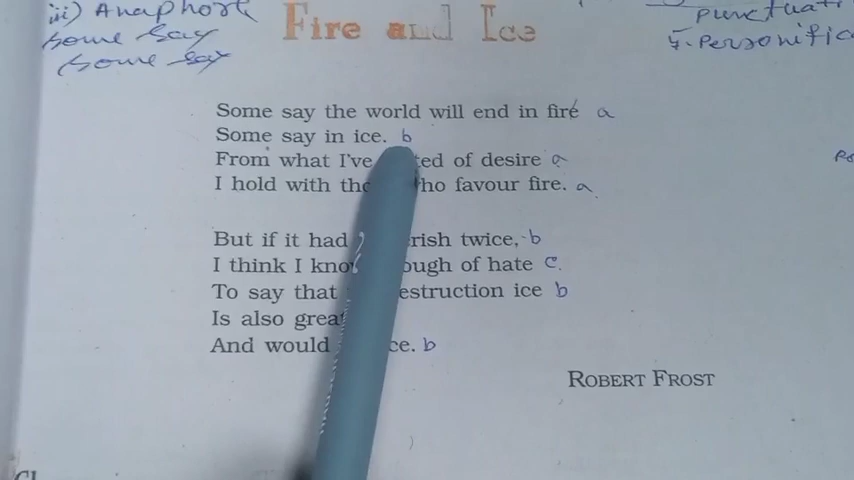 iii) Anaphor
some say
some say
Fire and Ice
punctuati
5. Personific
Some say the world will end in fire a
Some say in ice. b
From what I've ted of desire a
I hold with tho ho favour fire. a
But if it had rish twice, b
I think I kno ough of hate c.
To say that estruction ice b
Is also grea
And would ce. b
ROBERT FROST